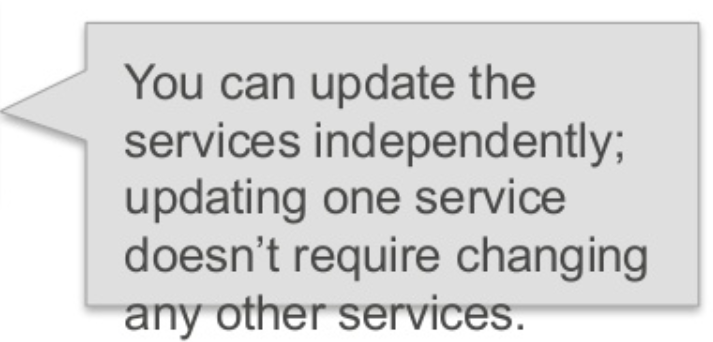 You can update the
services independently;
updating one service
doesn’t require changing
any other services.